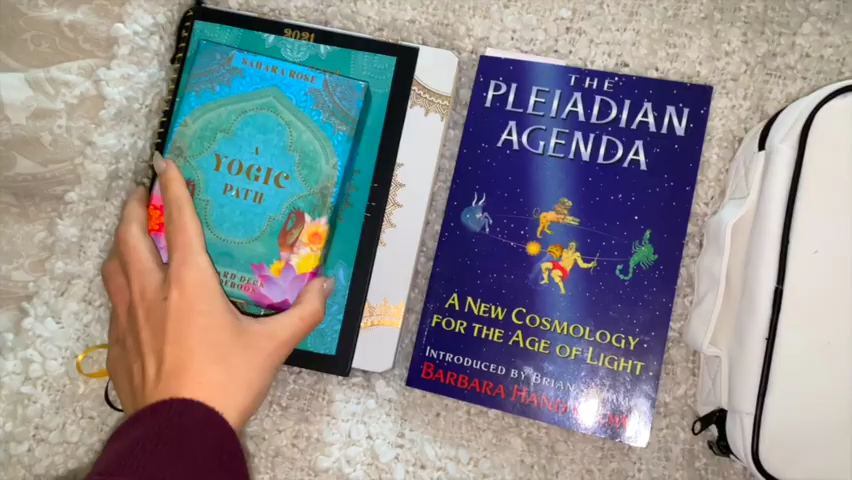 2021
SAHARA ROSE
A
YOGIC
PATH
THE
PLEIADIAN
AGENDA
A NEW COSMOLOGY
FOR THE AGE OF LIGHT
INTRODUCED BY BRIAN
BARBARA HAND